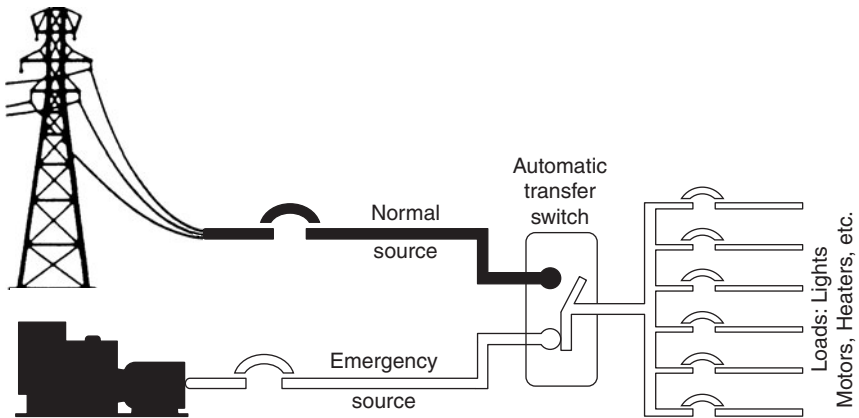 Automatic
transfer
switch
Normal
source
Emergency
source
Loads: Lights
Motors, Heaters, etc.